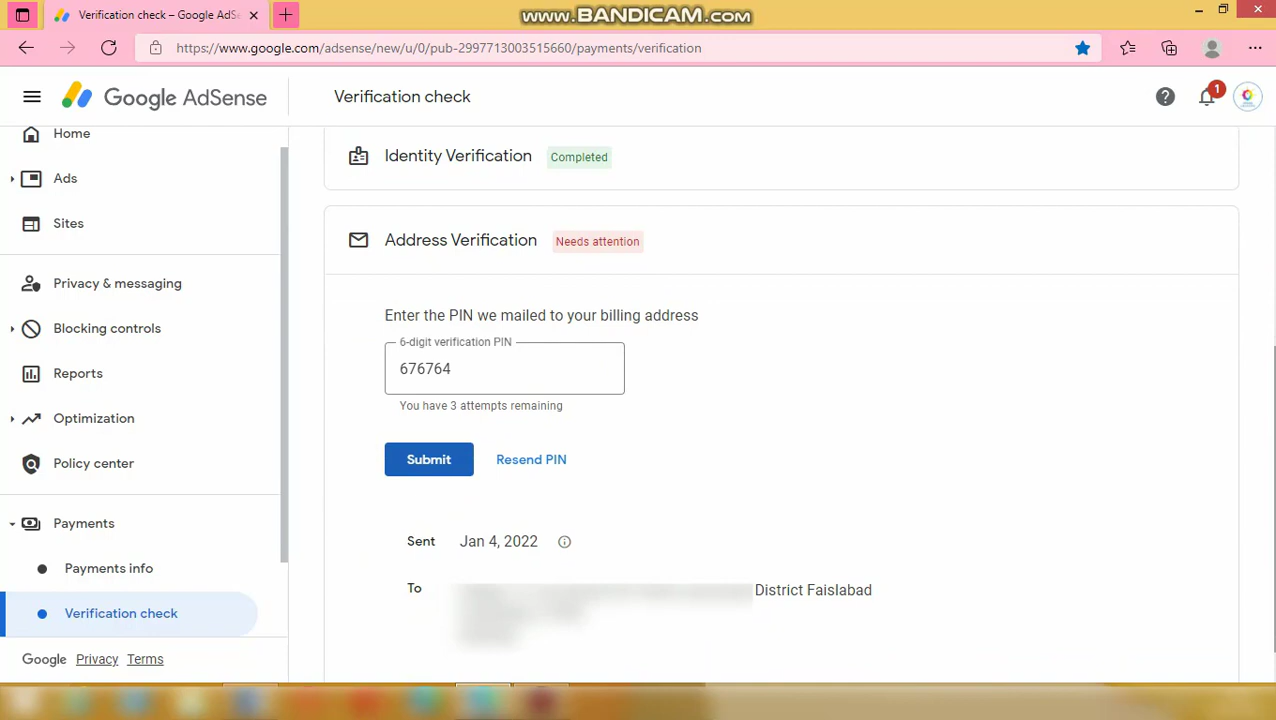 Verification check – Google AdSe
www.BANDICAM.com
https://www.google.com/adsense/new/u/0/pub-2997713003515660/payments/verification
Google AdSense
Verification check
1
Home
Ads
Sites
Privacy & messaging
Blocking controls
Reports
Optimization
Policy center
Payments
Payments info
Verification check
Google Privacy Terms
Identity Verification Completed
Address Verification Needs attention
Enter the PIN we mailed to your billing address
6-digit verification PIN
676764
You have 3 attempts remaining
Submit Resend PIN
Sent Jan 4, 2022
To District Faislabad